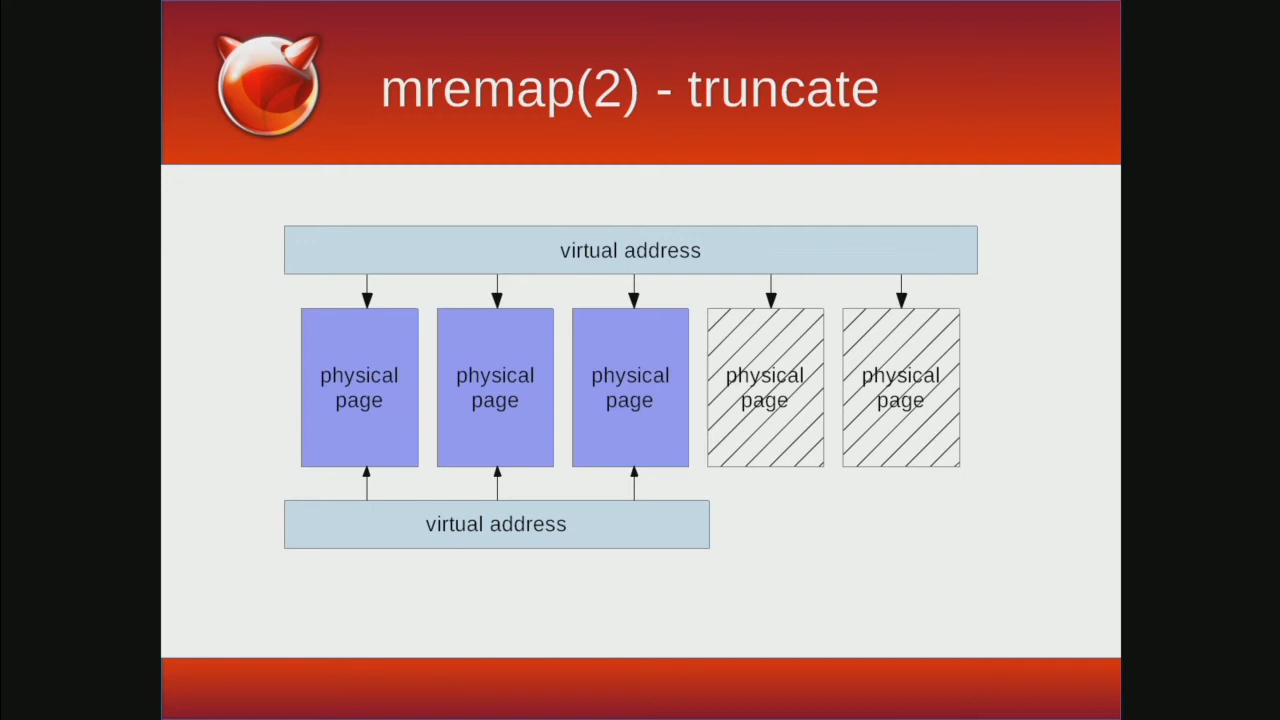 mremap(2) - truncate
virtual address
physical
page
physical
page
physical
page
physical
page
physical
page
virtual address